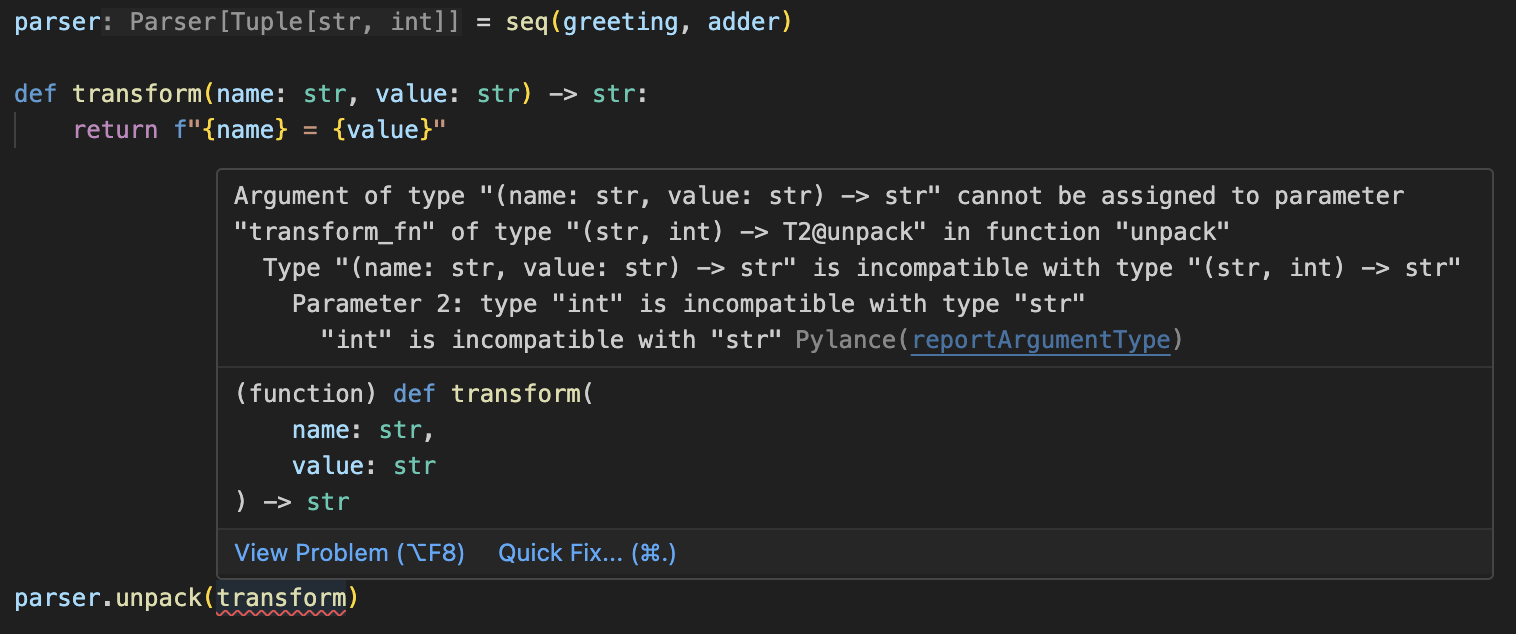 parser: Parser[Tuple[str, int]] = seq(greeting, adder)
def transform(name: str, value: str) -> str:
    return f"{name} = {value}"
Argument of type "(name: str, value: str) -> str" cannot be assigned to parameter
"transform_fn" of type "(str, int) -> T2@unpack" in function "unpack"
  Type "(name: str, value: str) -> str" is incompatible with type "(str, int) -> str"
    Parameter 2: type "int" is incompatible with type "str"
      "int" is incompatible with "str" Pylance(reportArgumentType)
(function) def transform(
    name: str,
    value: str
) -> str
View Problem (⌥F8) Quick Fix... (⌘.)
parser.unpack(transform)